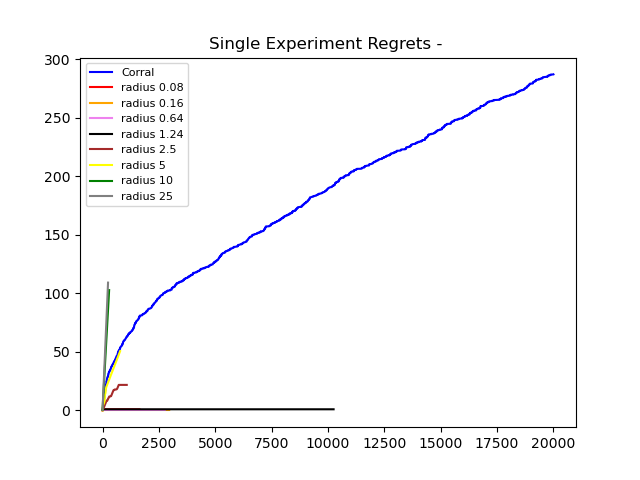 Single Experiment Regrets -
300
250
200
150
100
50
0
Corral
radius 0.08
radius 0.16
radius 0.64
radius 1.24
radius 2.5
radius 5
radius 10
radius 25
0 2500 5000 7500 10000 12500 15000 17500 20000